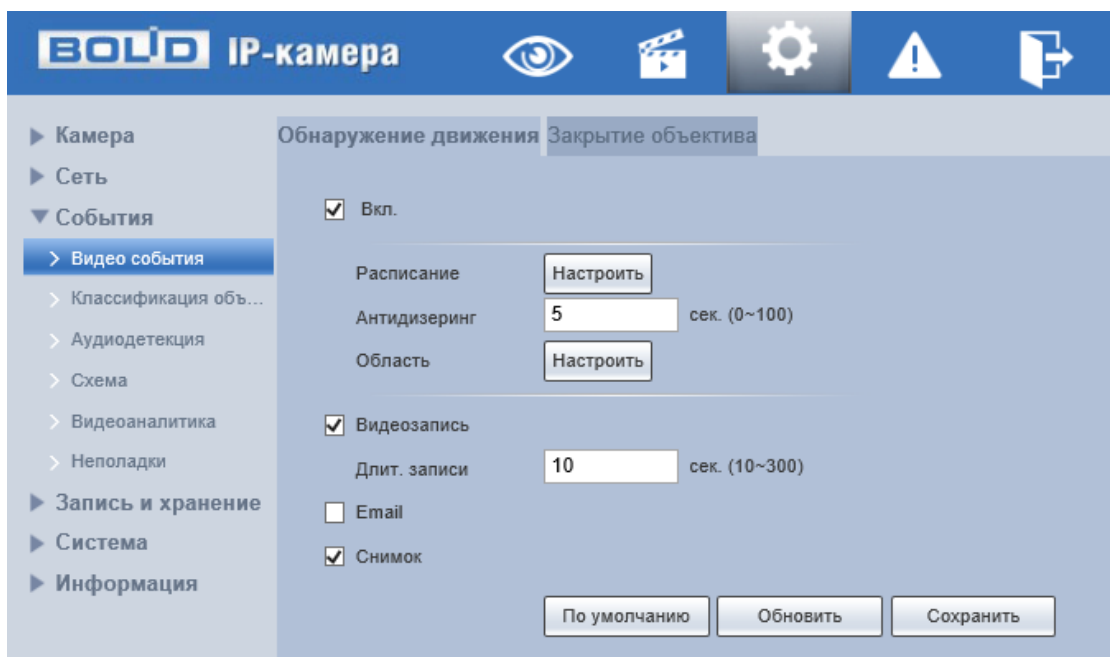 BOLID IP-камера
Камера
Сеть
События
Видео события
Классификация объ...
Аудиодетекция
Схема
Видеоаналитика
Неполадки
Запись и хранение
Система
Информация
Обнаружение движения Закрытие объектива
Вкл.
Расписание Настроить
Антидизеринг 5 сек. (0~100)
Область Настроить
Видеозапись
Длит. записи 10 сек. (10~300)
Email
Снимок
По умолчанию Обновить Сохранить